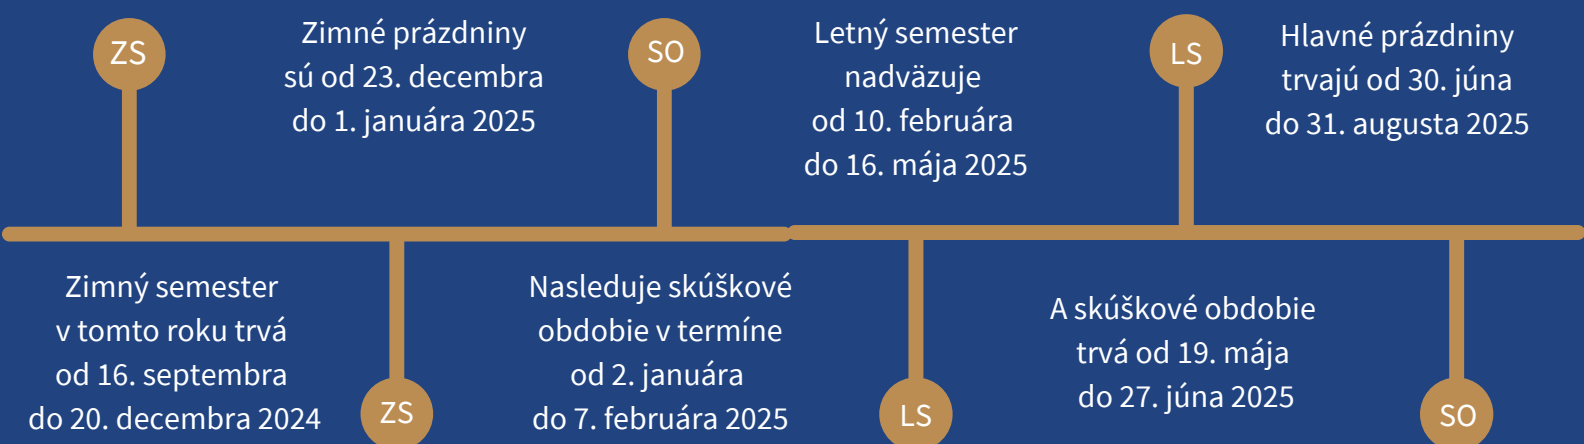 ZS
Zimný semester
v tomto roku trvá
od 16. septembra
do 20. decembra 2024
Zimné prázdniny
sú od 23. decembra
do 1. januára 2025
ZS
SO
Nasleduje skúškové
obdobie v termíne
od 2. januára
do 7. februára 2025
Letný semester
nadväzuje
od 10. februára
do 16. mája 2025
LS
LS
A skúškové obdobie
trvá od 19. mája
do 27. júna 2025
Hlavné prázdniny
trvajú od 30. júna
do 31. augusta 2025
SO